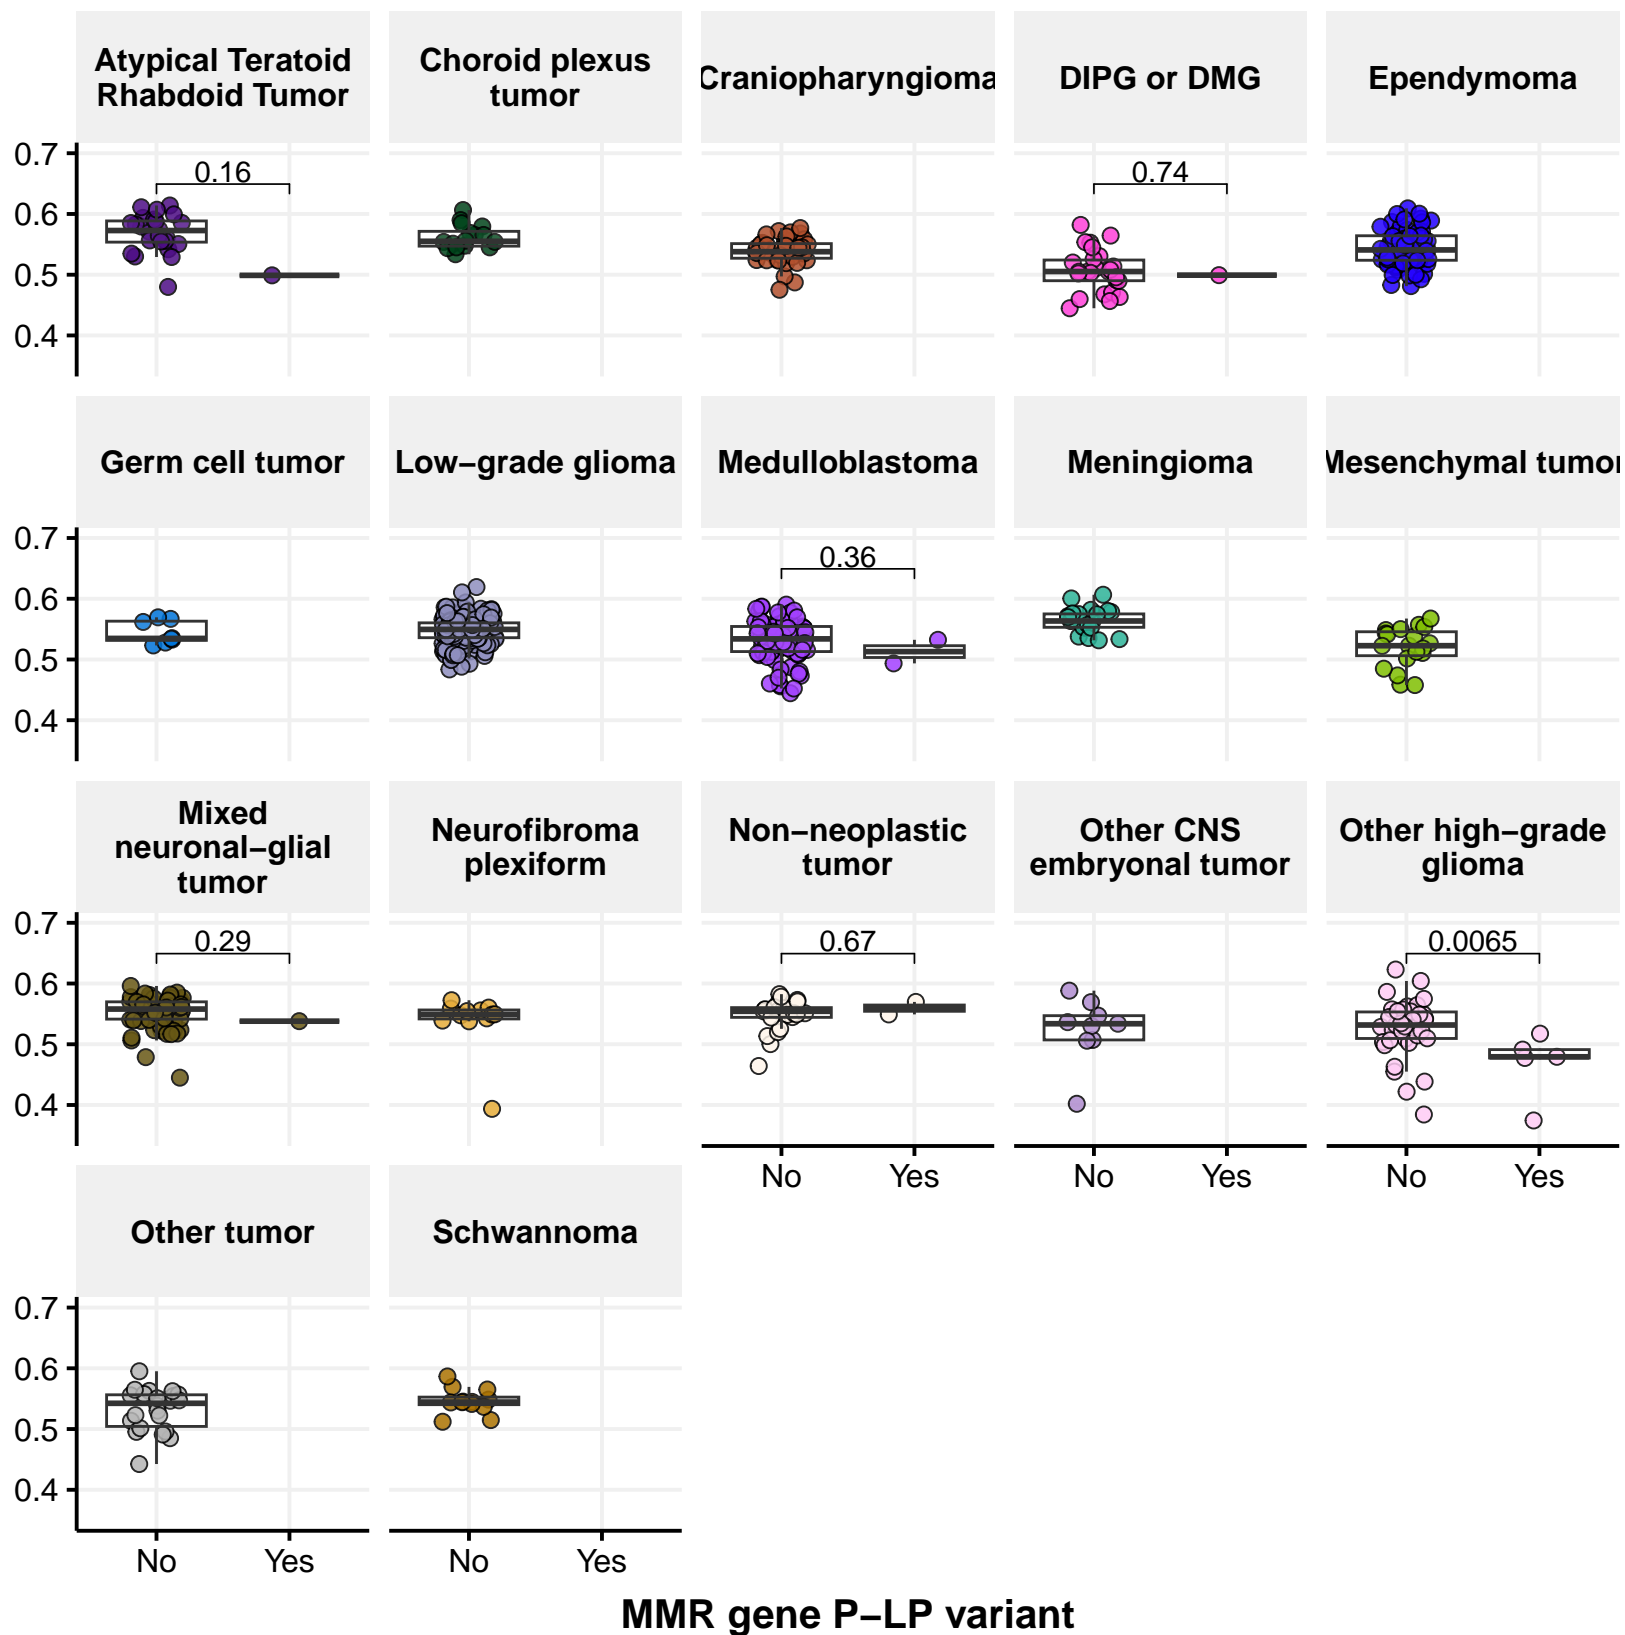 Atypical Teratoid
Rhabdoid Tumor
Choroid plexus
tumor
Craniopharyngioma
DIPG or DMG
Ependymoma
0.7
0.6
0.5
0.4
0.16
0.74
Germ cell tumor
Low−grade glioma
Medulloblastoma
Meningioma
Mesenchymal tumor
0.7
0.6
0.5
0.4
0.36
Mixed
neuronal−glial
tumor
Neurofibroma
plexiform
Non−neoplastic
tumor
Other CNS
embryonal tumor
Other high−grade
glioma
0.7
0.6
0.5
0.4
0.29
0.67
0.0065
No Yes
No Yes
No Yes
Other tumor
Schwannoma
0.7
0.6
0.5
0.4
No Yes
No Yes
MMR gene P−LP variant